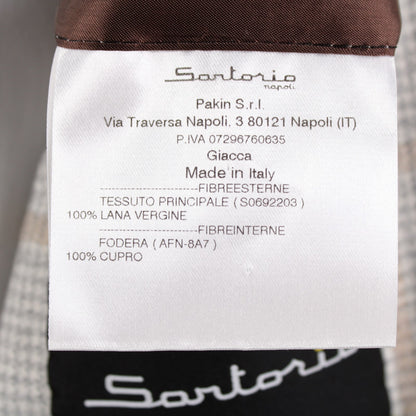 Sartorio
napoli
Pakin S.r.l.
Via Traversa Napoli, 3 80121 Napoli (IT)
P.IVA 07296760635
Giacca
Made in Italy
------------------------FIBREESTERNE
TESSUTO PRINCIPALE ( S0692203 )
100% LANA VERGINE
------------------------FIBREINTERNE
FODERA ( AFN-8A7 )
100% CUPRO
Sartorio